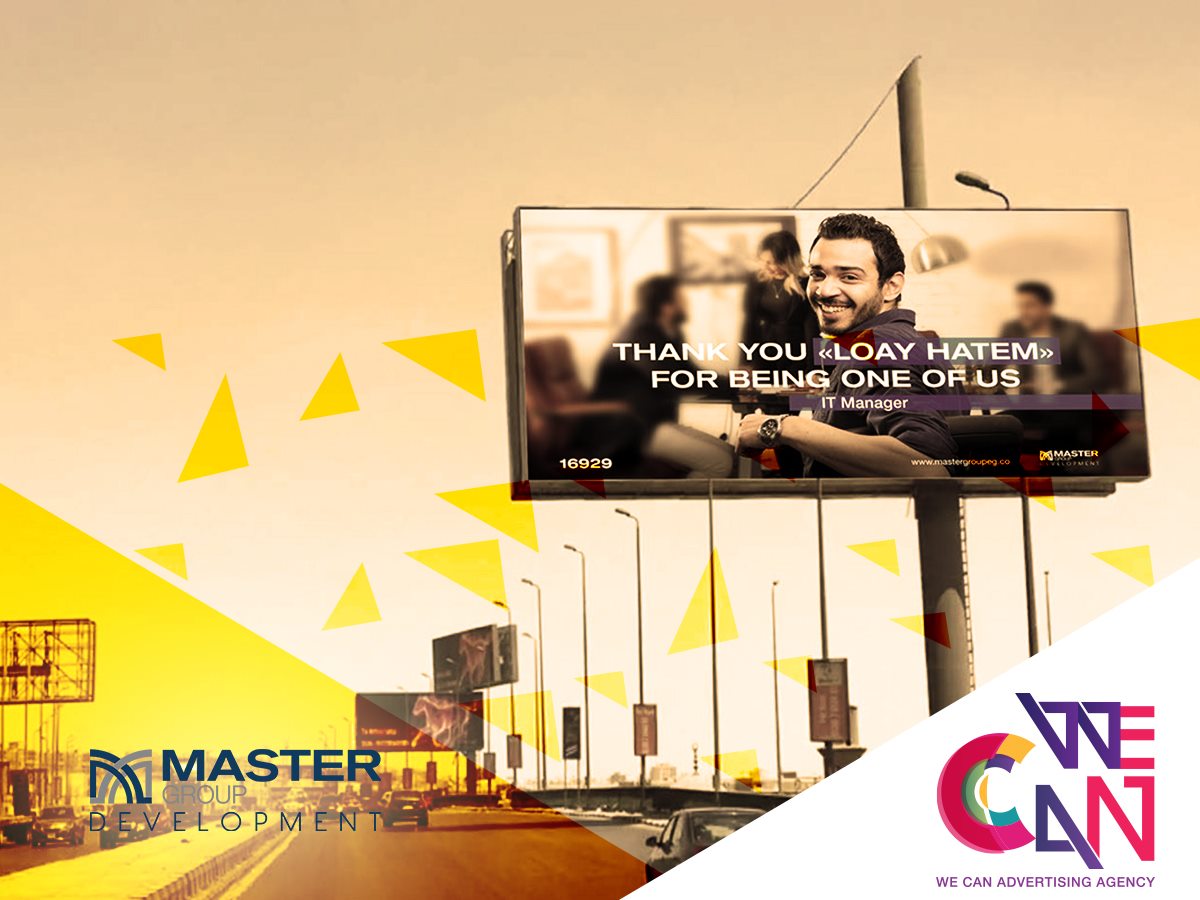 THANK YOU «LOAY HATEM»
FOR BEING ONE OF US
IT Manager
16929
www.mastergroupeg.co
MASTER
GROUP
DEVELOPMENT
MASTER
GROUP
DEVELOPMENT
WE
CAN
WE CAN ADVERTISING AGENCY